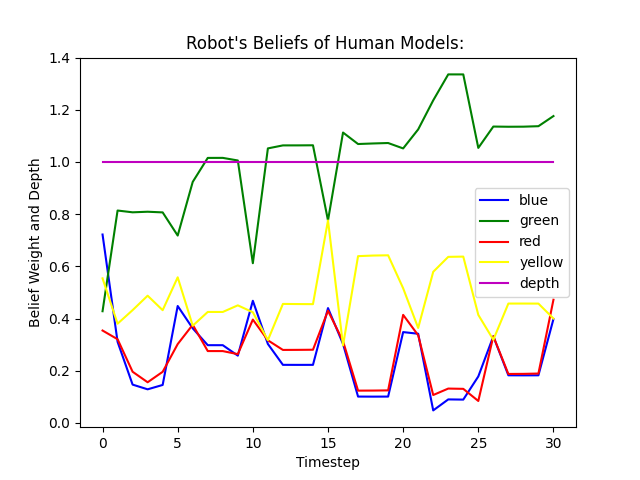 Robot's Beliefs of Human Models:
Belief Weight and Depth
1.4
1.2
1.0
0.8
0.6
0.4
0.2
0.0
blue
green
red
yellow
depth
0 5 10 15 20 25 30
Timestep